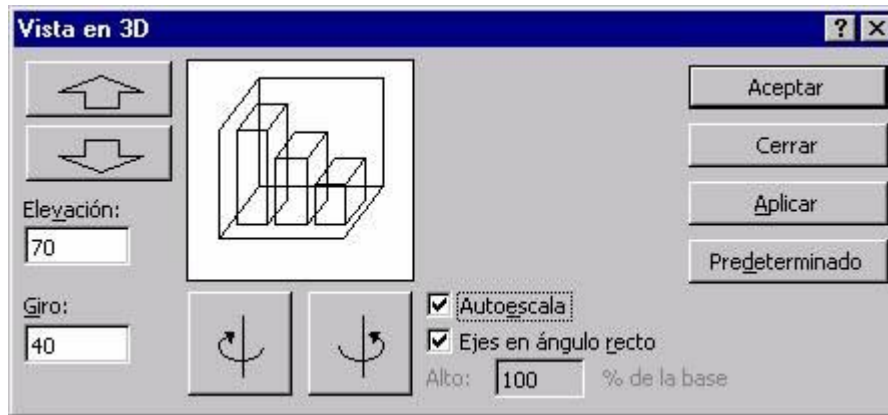 Vista en 3D
Aceptar
Cerrar
Aplicar
Predeterminado
Elevación:
70
Giro:
40
Autoescala
Ejes en ángulo recto
Alto: 100 % de la base